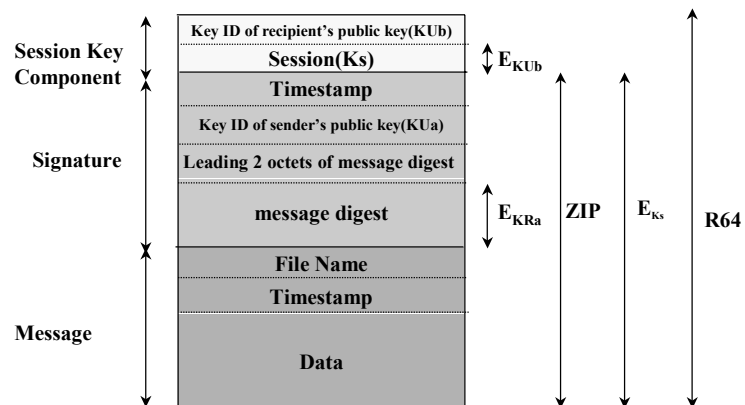 Session Key
Component
Signature
Message
Key ID of recipient's public key(KUb)
Session(Ks)
Timestamp
Key ID of sender's public key(KUa)
Leading 2 octets of message digest
message digest
File Name
Timestamp
Data
EKUb
EKRa
ZIP
EKs
R64